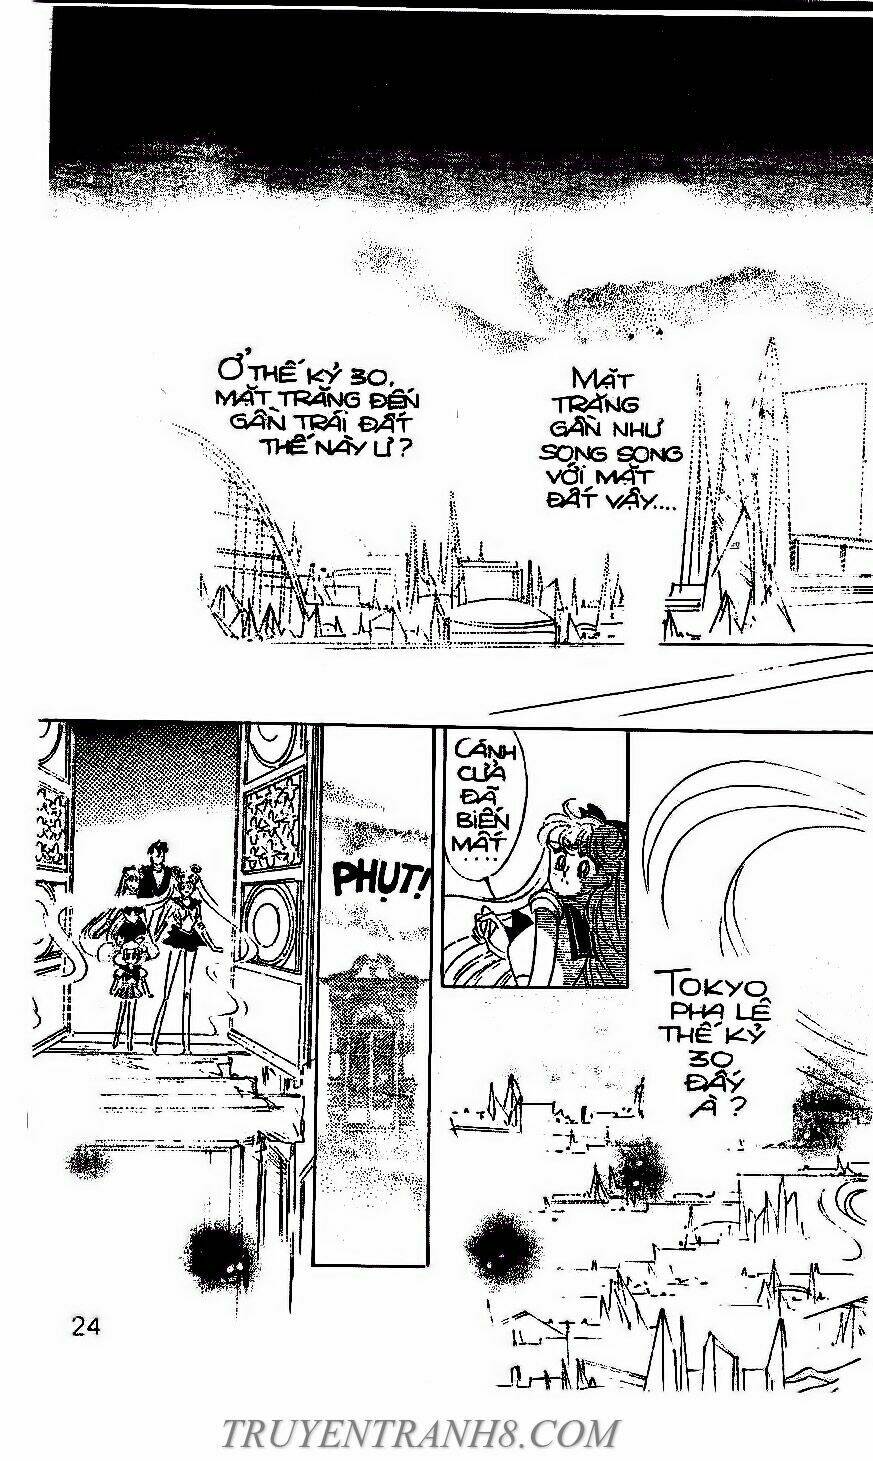 Ở THẾ KỶ 30,
MẶT TRĂNG ĐẾN
GẦN TRÁI ĐẤT
THẾ NÀY Ư?
MẶT
TRĂNG
GẦN NHƯ
SONG SONG
VỚI MẶT
ĐẤT VẬY....
PHỤT!
CÁNH
CỬA
ĐÃ
BIẾN
MẤT
....
TOKYO
PHA LÊ
THẾ KỶ
30
ĐẤY
À?
24
TRUYENTRANH8.COM